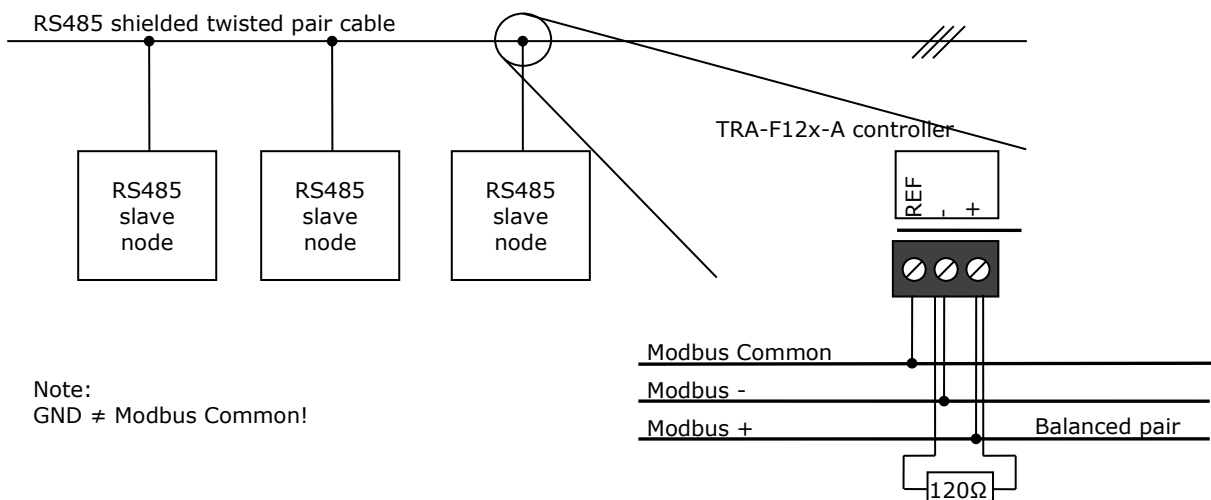 RS485 shielded twisted pair cable
TRA-F12x-A controller
RS485
slave
node
RS485
slave
node
RS485
slave
node
REF
-
+
Modbus Common
Modbus -
Modbus +
Balanced pair
120Ω
Note:
GND ≠ Modbus Common!